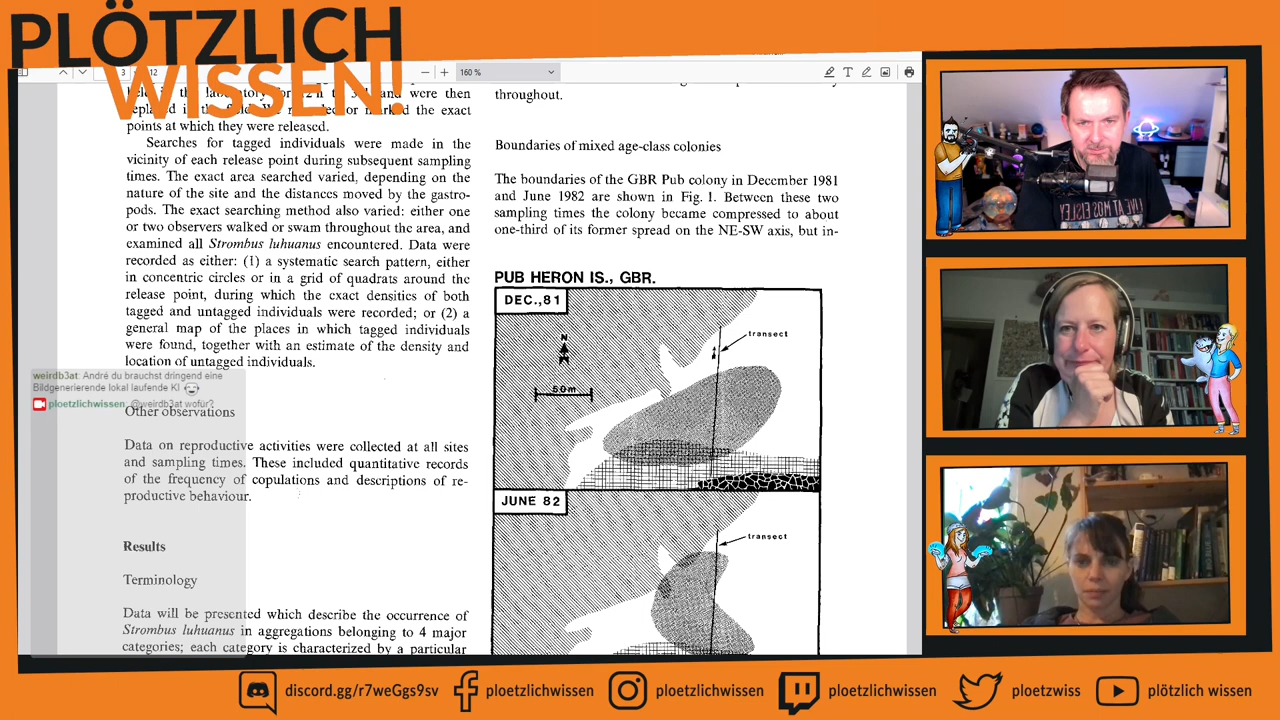 PLÖTZLICH
WISSEN!
3
12
160 %
and were then
the exact
points at which they were released.
Searches for tagged individuals were made in the
vicinity of each release point during subsequent sampling
times. The exact area searched varied, depending on the
nature of the site and the distances moved by the gastro-
pods. The exact searching method also varied: either one
or two observers walked or swam throughout the area, and
examined all Strombus luhuanus encountered. Data were
recorded as either: (1) a systematic search pattern, either
in concentric circles or in a grid of quadrats around the
release point, during which the exact densities of both
tagged and untagged individuals were recorded; or (2) a
general map of the places in which tagged individuals
were found, together with an estimate of the density and
location of untagged individuals.
weirdb3at: André du brauchst dringend eine
Bildgenerierende lokal laufende KI
ploetzlichwissen: @weirdb3at wofür?
Other observations
Data on reproductive activities were collected at all sites
and sampling times. These included quantitative records
of the frequency of copulations and descriptions of re-
productive behaviour.
Results
Terminology
Data will be presented which describe the occurrence of
Strombus luhuanus in aggregations belonging to 4 major
categories; each category is characterized by a particular
throughout.
Boundaries of mixed age-class colonies
The boundaries of the GBR Pub colony in December 1981
and June 1982 are shown in Fig. 1. Between these two
sampling times the colony became compressed to about
one-third of its former spread on the NE-SW axis, but in-
PUB HERON IS., GBR.
DEC.,81
N
50m
transect
JUNE 82
transect
LIVE AT MOS EISLEY
discord.gg/r7weGgs9sv
ploetzlichwissen
ploetzlichwissen
ploetzlichwissen
ploetzwiss
plötzlich wissen